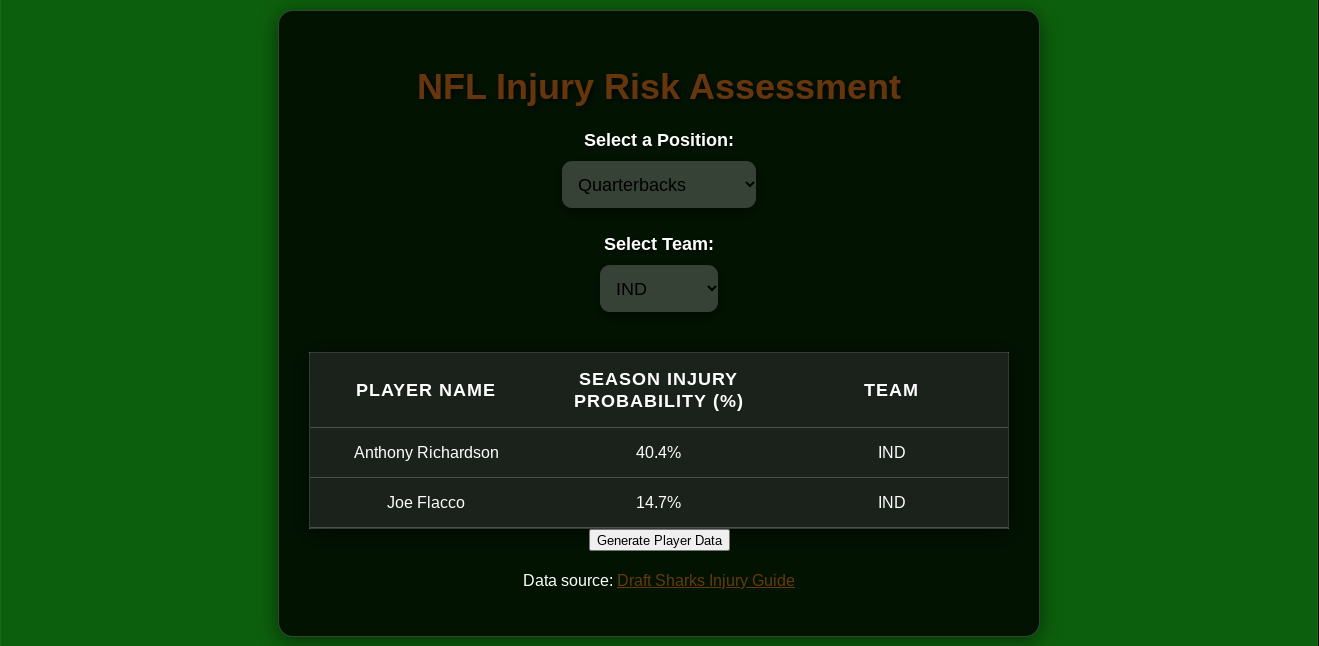 NFL Injury Risk Assessment
Select a Position:
Quarterbacks
Select Team:
IND
PLAYER NAME SEASON INJURY PROBABILITY (%) TEAM
Anthony Richardson 40.4% IND
Joe Flacco 14.7% IND
Generate Player Data
Data source: Draft Sharks Injury Guide